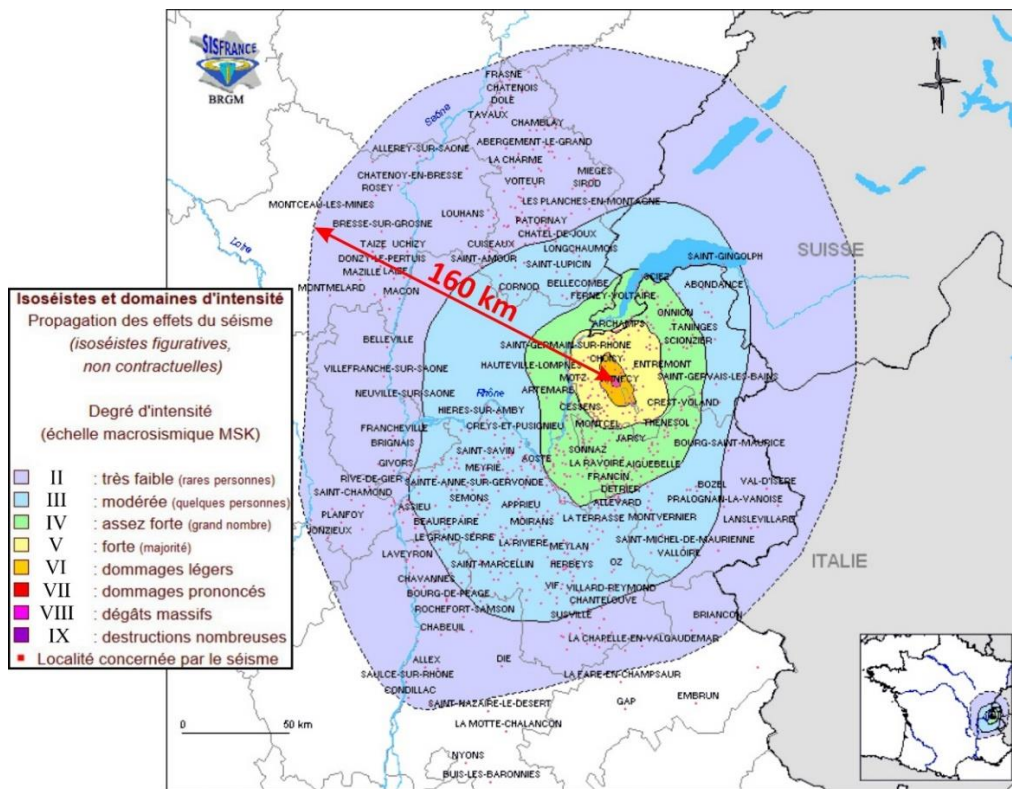 SISFRANCE
BRGM
N
Saône
Loire
Rhône
SUISSE
ITALIE
160 km
FRASNE
CHATENOIS
DOLE
TAVAUX
CHAMBLAY
ALLEREY-SUR-SAONE
ABERGEMENT-LE-GRAND
LA CHARME
CHATENOY-EN-BRESSE
VOITEUR
MIEGES
SIROD
ROSEY
MONTCEAU-LES-MINES
LES PLANCHES-EN-MONTAGNE
BRESSE-SUR-GROSNE
LOUHANS
PATORNAY
CHATEL-DE-JOUX
TAIZE
UCHIZY
CUISEAUX
LONGCHAUMOIS
DONZY-LE-PERTUIS
SAINT-AMOUR
SAINT-LUPICIN
SAINT-GINGOLPH
MAZILLE
LAIZE
MONTMELARD
MACON
CORNOD
BELLECOMBE
SCIEZ
ABONDANCE
FERNEY-VOLTAIRE
ONNION
ARCHAMPS
TANINGES
BELLEVILLE
SAINT-GERMAIN-SUR-RHONE
SCIONZIER
CHOISY
VILLEFRANCHE-SUR-SAONE
HAUTEVILLE-LOMPNES
ENTREMONT
MOTZ
SAINT-GERVAIS-LES-BAINS
NEUVILLE-SUR-SAONE
ARTEMARE
CREST-VOLAND
HIERES-SUR-AMBY
CESSENS
FRANCHEVILLE
CREYS-ET-PUSIGNIEU
MONTCEL
THENESOL
BRIGNAIS
JARSY
BOURG-SAINT-MAURICE
SAINT-SAVIN
SONNAZ
GIVORS
AOSTE
MEYRIE
LA RAVOIRE
AIGUEBELLE
RIVE-DE-GIER
SAINTE-ANNE-SUR-GERVONDE
FRANCIN
BOZEL
VAL-D'ISERE
SAINT-CHAMOND
SEMONS
DETRIER
PRALOGNAN-LA-VANOISE
ASSIEU
APPRIEU
ALLEVARD
PLANFOY
BEAUREPAIRE
MOIRANS
LA TERRASSE
MONTVERNIER
LANSLEVILLARD
JONZIEUX
LE GRAND-SERRE
LA RIVIERE
MEYLAN
SAINT-MICHEL-DE-MAURIENNE
LAVEYRON
VALLOIRE
SAINT-MARCELLIN
HERBEYS
OZ
CHAVANNES
VIF
VILLARD-REYMOND
BOURG-DE-PEAGE
CHANTELOUVE
ROCHEFORT-SAMSON
SUSVILLE
BRIANCON
CHABEUIL
LA CHAPELLE-EN-VALGAUDEMAR
ALLEX
DIE
SAULCE-SUR-RHONE
LA FARE-EN-CHAMPSAUR
CONDILLAC
EMBRUN
SAINT-NAZAIRE-LE-DESERT
GAP
LA MOTTE-CHALANCON
NYONS
BUIS-LES-BARONNIES
0 50 km
Isoséistes et domaines d'intensité
Propagation des effets du séisme
(isoséistes figuratives,
non contractuelles)
Degré d'intensité
(échelle macrosismique MSK)
II : très faible (rares personnes)
III : modérée (quelques personnes)
IV : assez forte (grand nombre)
V : forte (majorité)
VI : dommages légers
VII : dommages prononcés
VIII : dégâts massifs
IX : destructions nombreuses
Localité concernée par le séisme